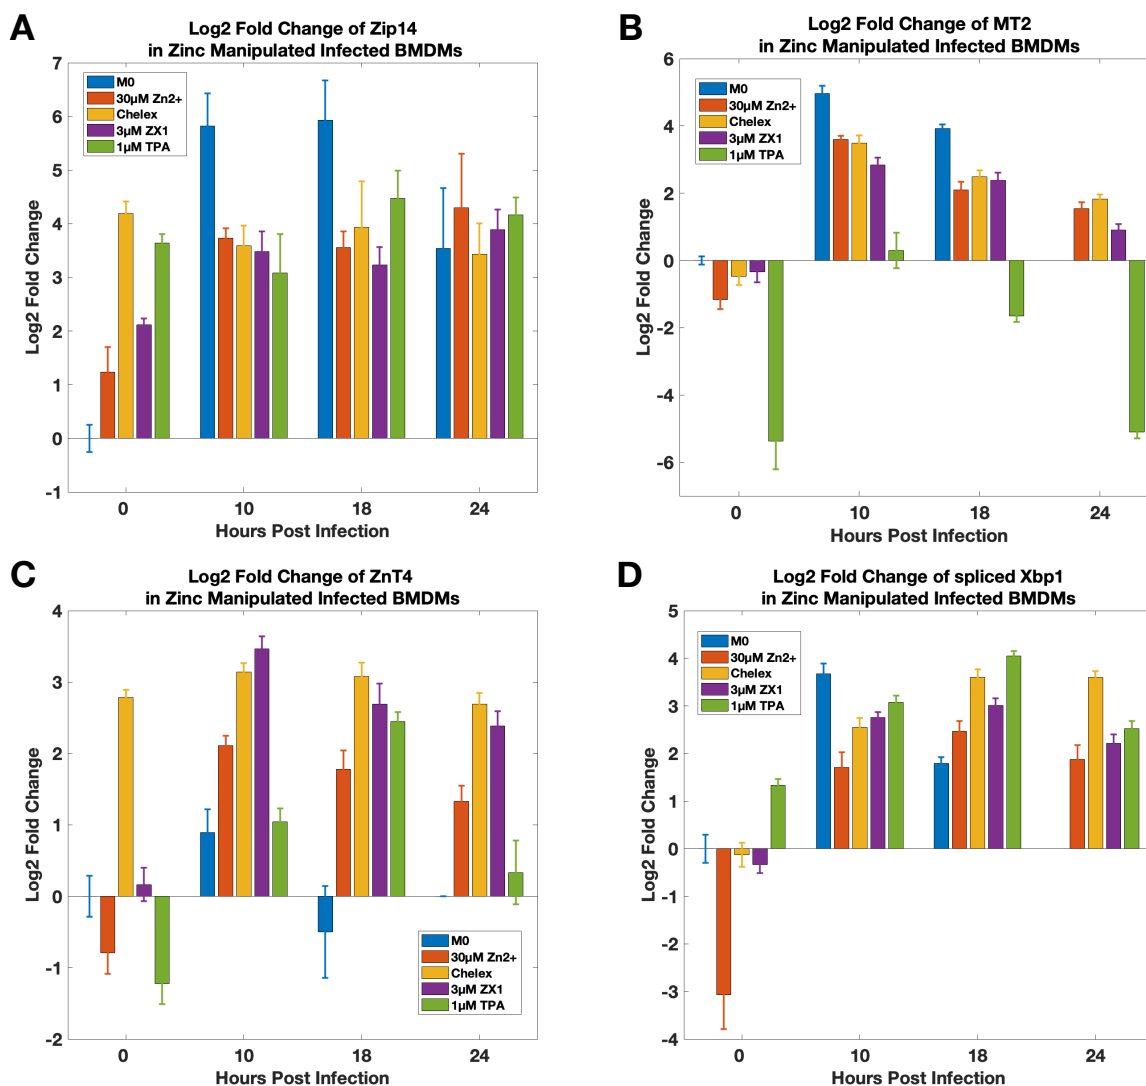 A
Log2 Fold Change of Zip14
in Zinc Manipulated Infected BMDMs
7
6
5
4
3
2
1
0
-1
Log2 Fold Change
M0
30μM Zn2+
Chelex
3μM ZX1
1μM TPA
0
10
18
24
Hours Post Infection
B
Log2 Fold Change of MT2
in Zinc Manipulated Infected BMDMs
6
4
2
0
-2
-4
-6
Log2 Fold Change
M0
30μM Zn2+
Chelex
3μM ZX1
1μM TPA
0
10
18
24
Hours Post Infection
C
Log2 Fold Change of ZnT4
in Zinc Manipulated Infected BMDMs
4
3
2
1
0
-1
-2
Log2 Fold Change
M0
30μM Zn2+
Chelex
3μM ZX1
1μM TPA
0
10
18
24
Hours Post Infection
D
Log2 Fold Change of spliced Xbp1
in Zinc Manipulated Infected BMDMs
5
4
3
2
1
0
-1
-2
-3
-4
Log2 Fold Change
M0
30μM Zn2+
Chelex
3μM ZX1
1μM TPA
0
10
18
24
Hours Post Infection